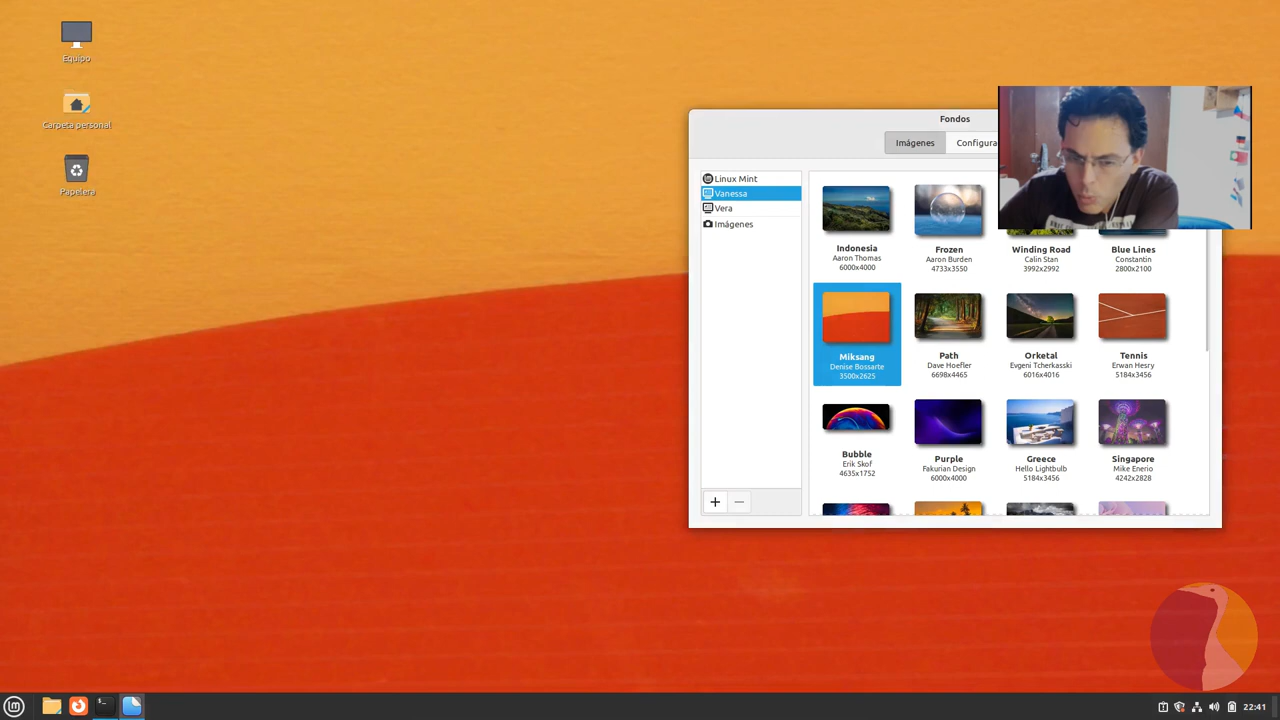 Equipo
Carpeta personal
Papelera
Fondos
Imágenes
Configura
Linux Mint
Vanessa
Vera
Imágenes
Indonesia
Aaron Thomas
6000x4000
Frozen
Aaron Burden
4733x3550
Winding Road
Calin Stan
3992x2992
Blue Lines
Constantin
2800x2100
Miksang
Denise Bossarte
3500x2625
Path
Dave Hoefler
6698x4465
Orketal
Evgeni Tcherkasski
6016x4016
Tennis
Erwan Hesry
5184x3456
Bubble
Erik Skof
4635x1752
Purple
Fakurian Design
6000x4000
Greece
Hello Lightbulb
5184x3456
Singapore
Mike Enerio
4242x2828
22:41